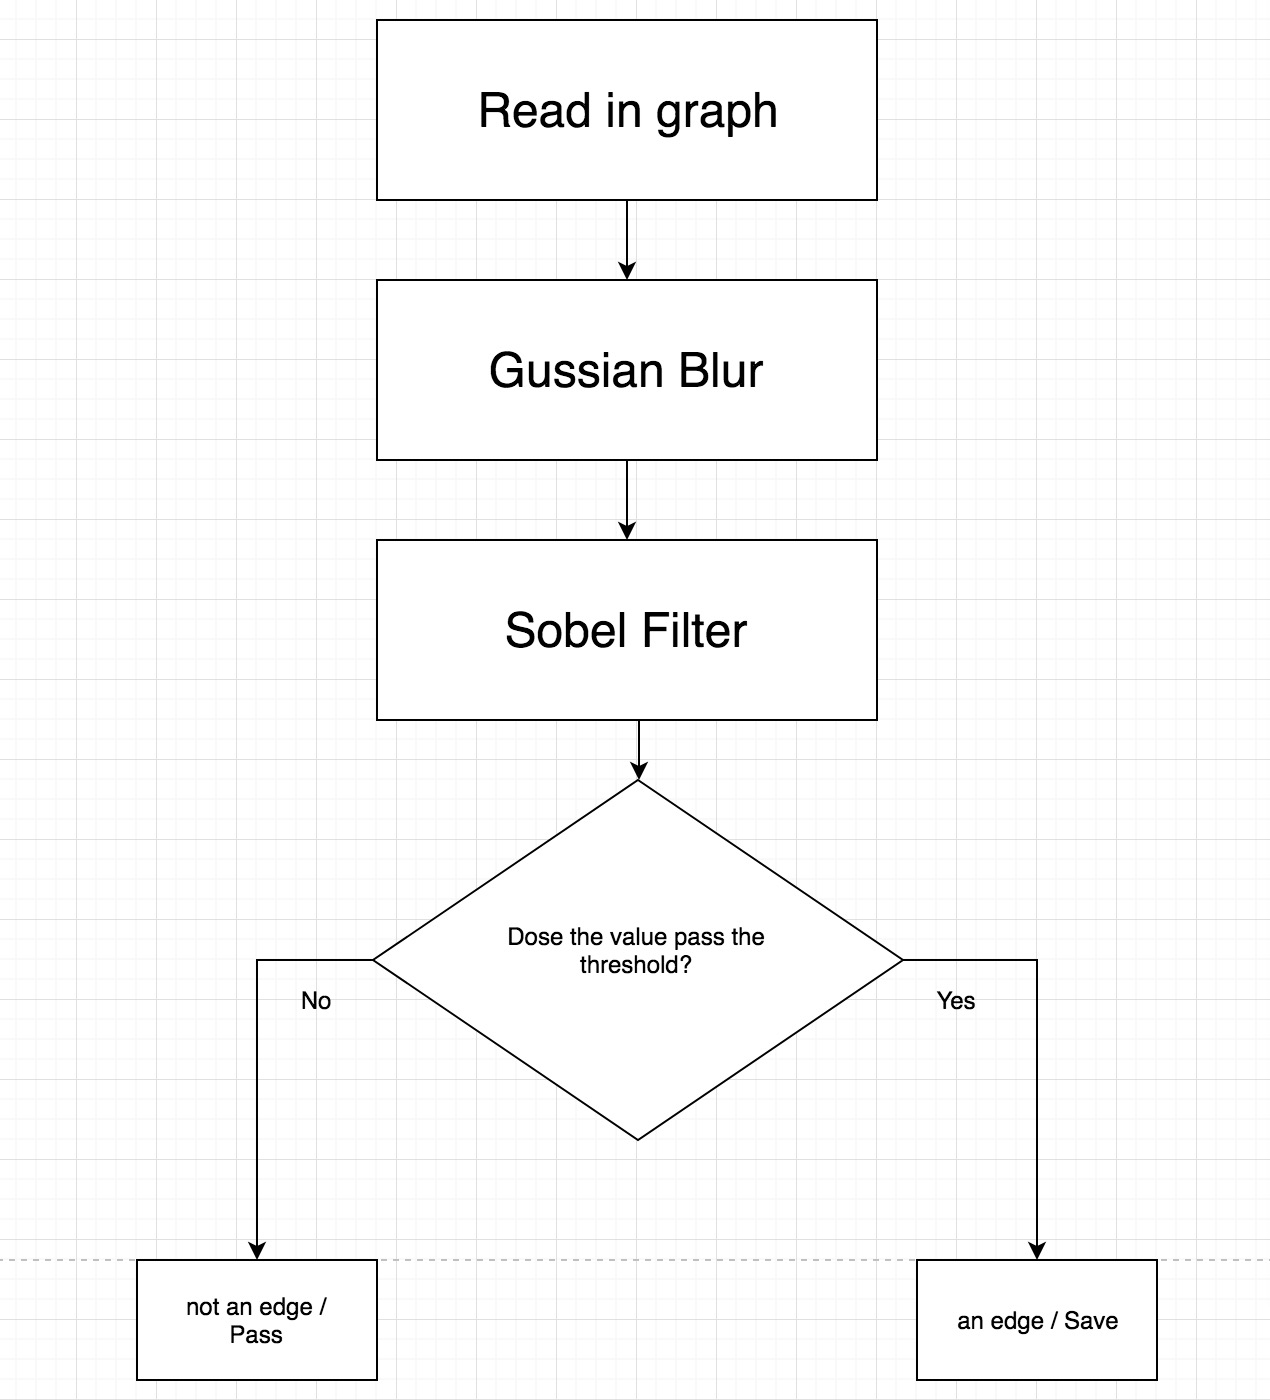 Read in graph
Gussian Blur
Sobel Filter
Dose the value pass the
threshold?
No
Yes
not an edge /
Pass
an edge / Save